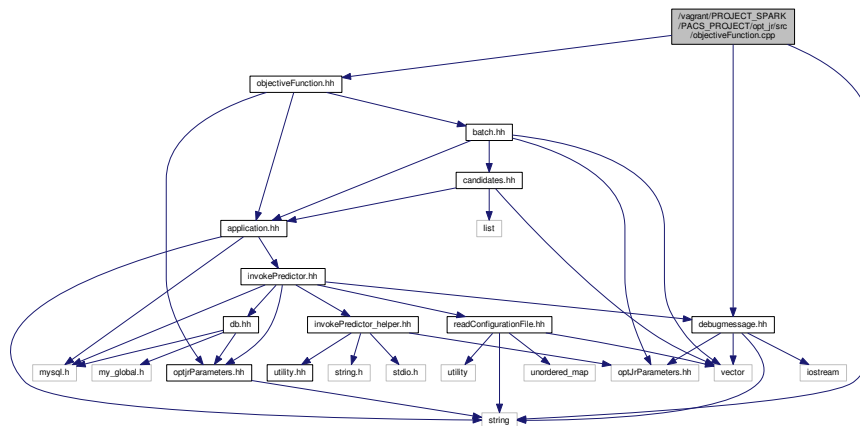 /vagrant/PROJECT_SPARK
/PACS_PROJECT/opt_jr/src
/objectiveFunction.cpp
objectiveFunction.hh
batch.hh
candidates.hh
application.hh
list
invokePredictor.hh
db.hh
invokePredictor_helper.hh
readConfigurationFile.hh
debugmessage.hh
mysql.h
my_global.h
optjrParameters.hh
utility.hh
string.h
stdio.h
utility
unordered_map
optJrParameters.hh
vector
iostream
string